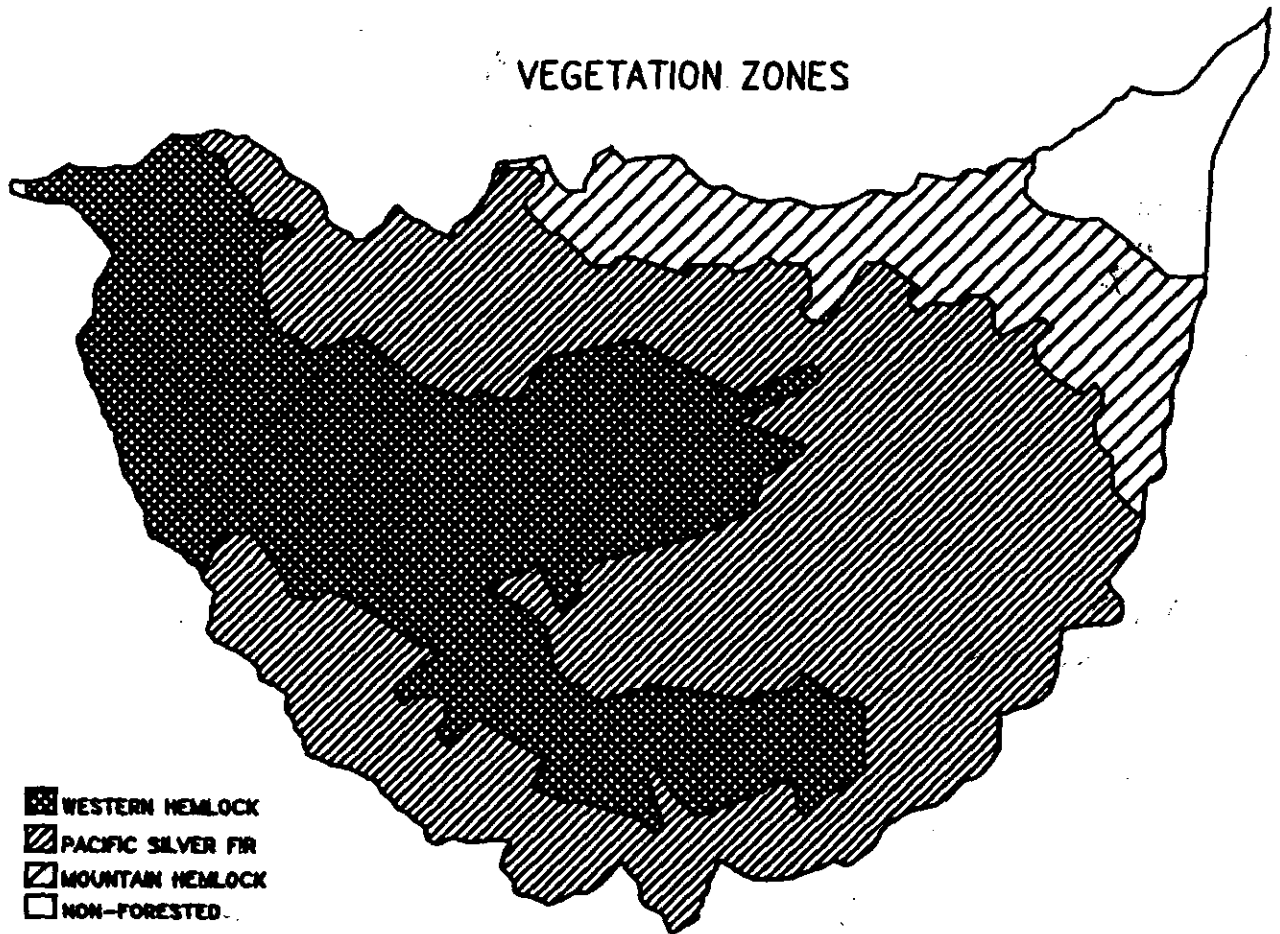 VEGETATION ZONES
WESTERN HEMLOCK
PACIFIC SILVER FIR
MOUNTAIN HEMLOCK
NON-FORESTED